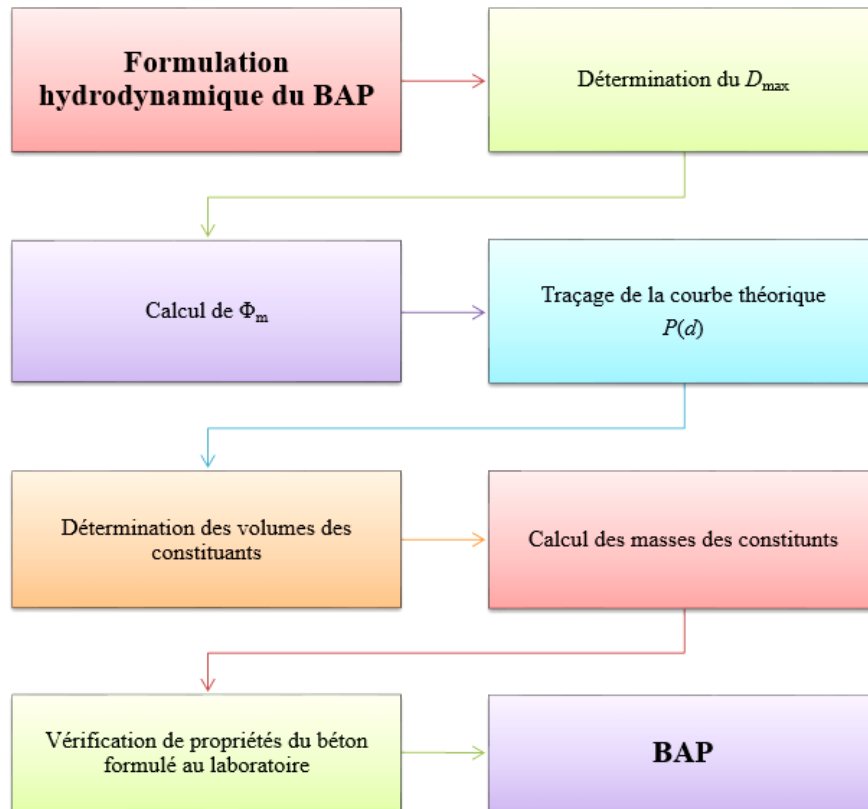 Formulation
hydrodynamique du BAP
Détermination du Dmax
Calcul de Φm
Traçage de la courbe théorique
P(d)
Détermination des volumes des
constituants
Calcul des masses des constitunts
Vérification de propriétés du béton
formulé au laboratoire
BAP